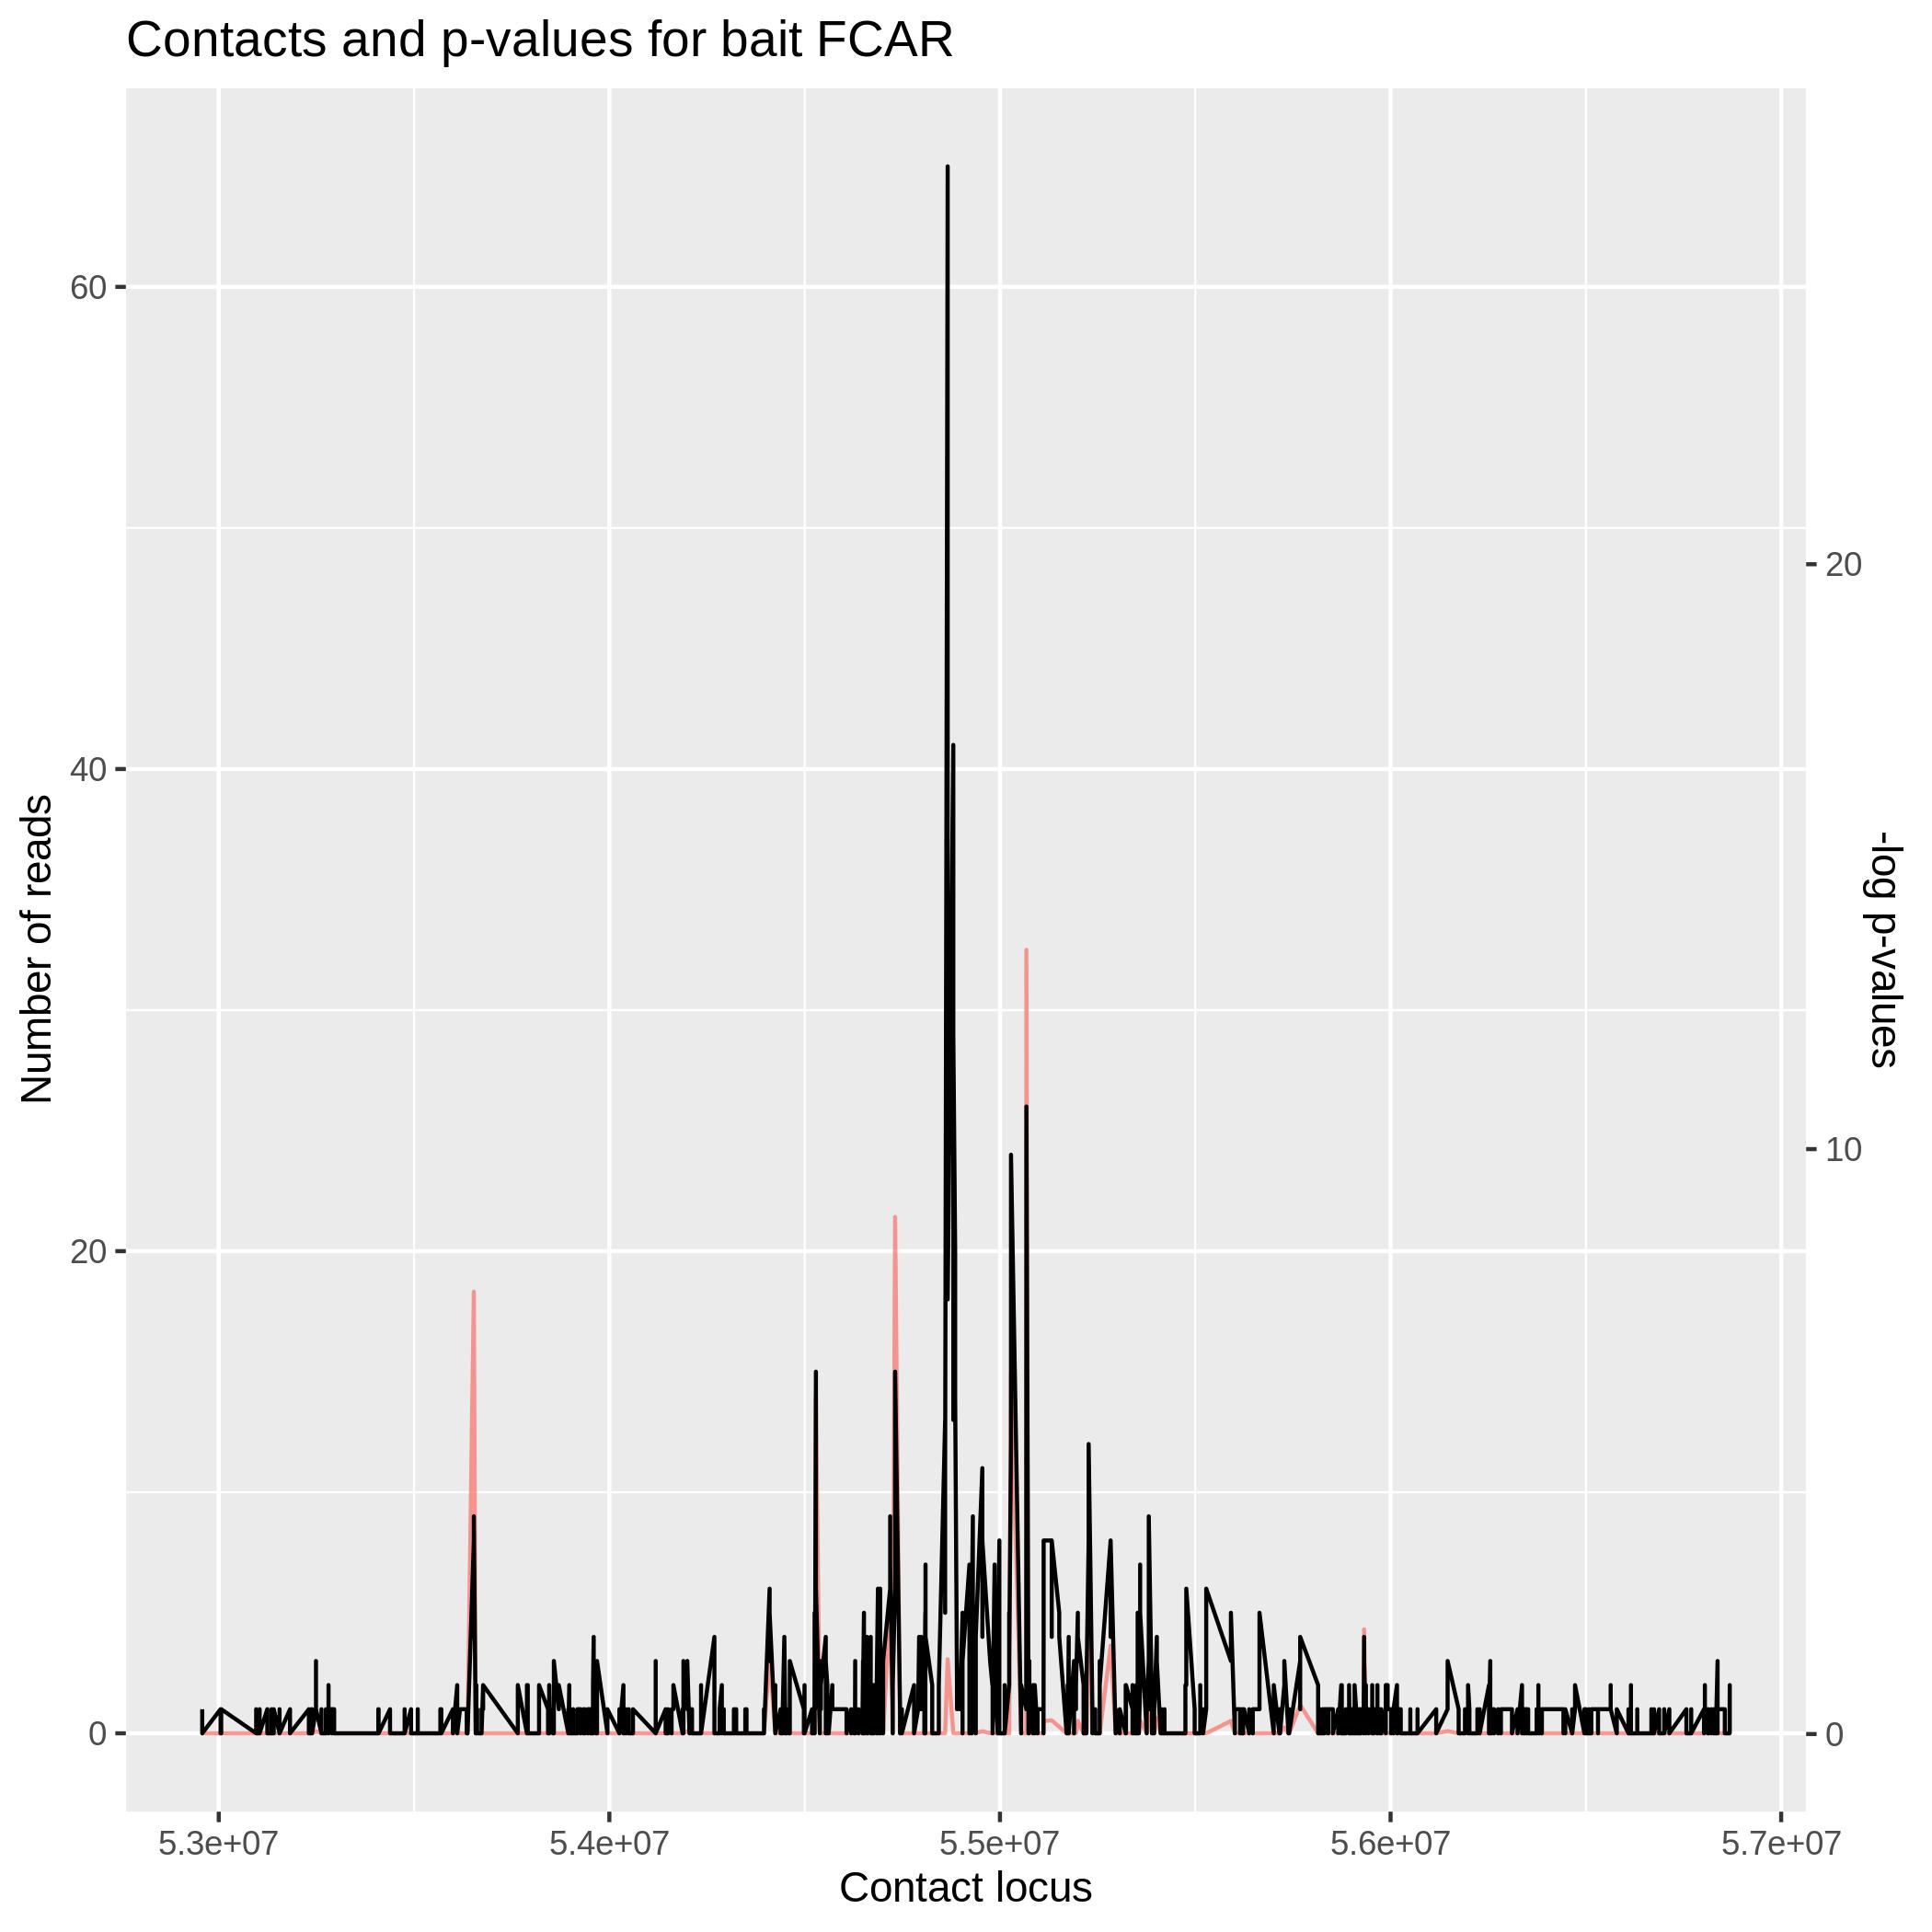 Contacts and p-values for bait FCAR
60
40
20
0
Number of reads
20
10
0
-log p-values
5.3e+07 5.4e+07 5.5e+07 5.6e+07 5.7e+07
Contact locus